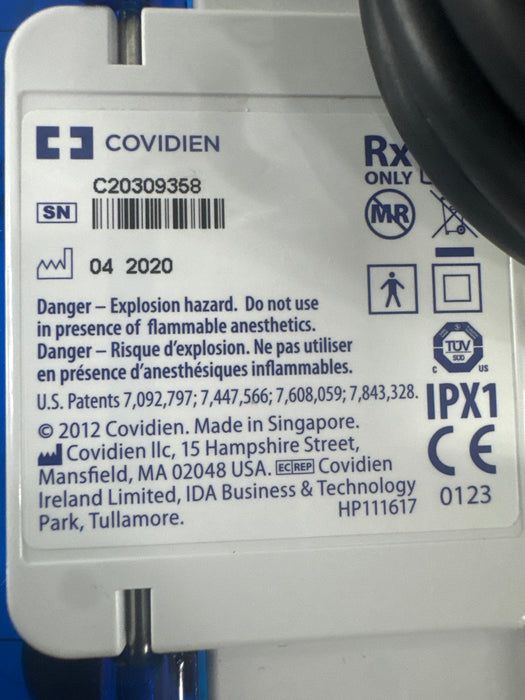 COVIDIEN
Rx
ONLY
C20309358
SN
MR
04 2020
Danger – Explosion hazard. Do not use
in presence of flammable anesthetics.
Danger – Risque d'explosion. Ne pas utiliser
en présence d'anesthésiques inflammables.
TÜV
SÜD
C US
U.S. Patents 7,092,797; 7,447,566; 7,608,059; 7,843,328.
IPX1
© 2012 Covidien. Made in Singapore.
Covidien llc, 15 Hampshire Street,
Mansfield, MA 02048 USA. EC REP Covidien
Ireland Limited, IDA Business & Technology
Park, Tullamore.
HP111617
CE
0123